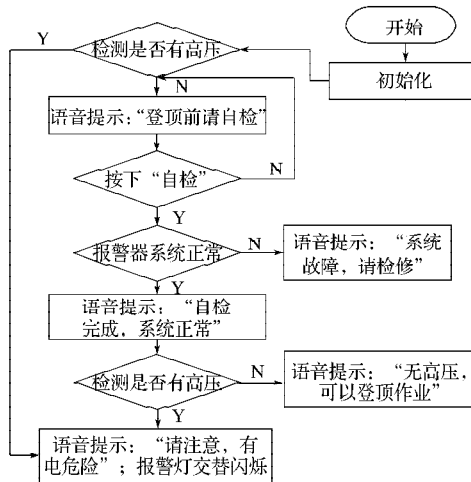 开始
初始化
检测是否有高压
Y
N
语音提示：“登顶前请自检”
按下“自检”
N
Y
报警器系统正常
N
语音提示：“系统
故障，请检修”
Y
语音提示：“自检
完成，系统正常”
检测是否有高压
N
语音提示：“无高压，
可以登顶作业”
Y
语音提示：“请注意，有
电危险”；报警灯交替闪烁